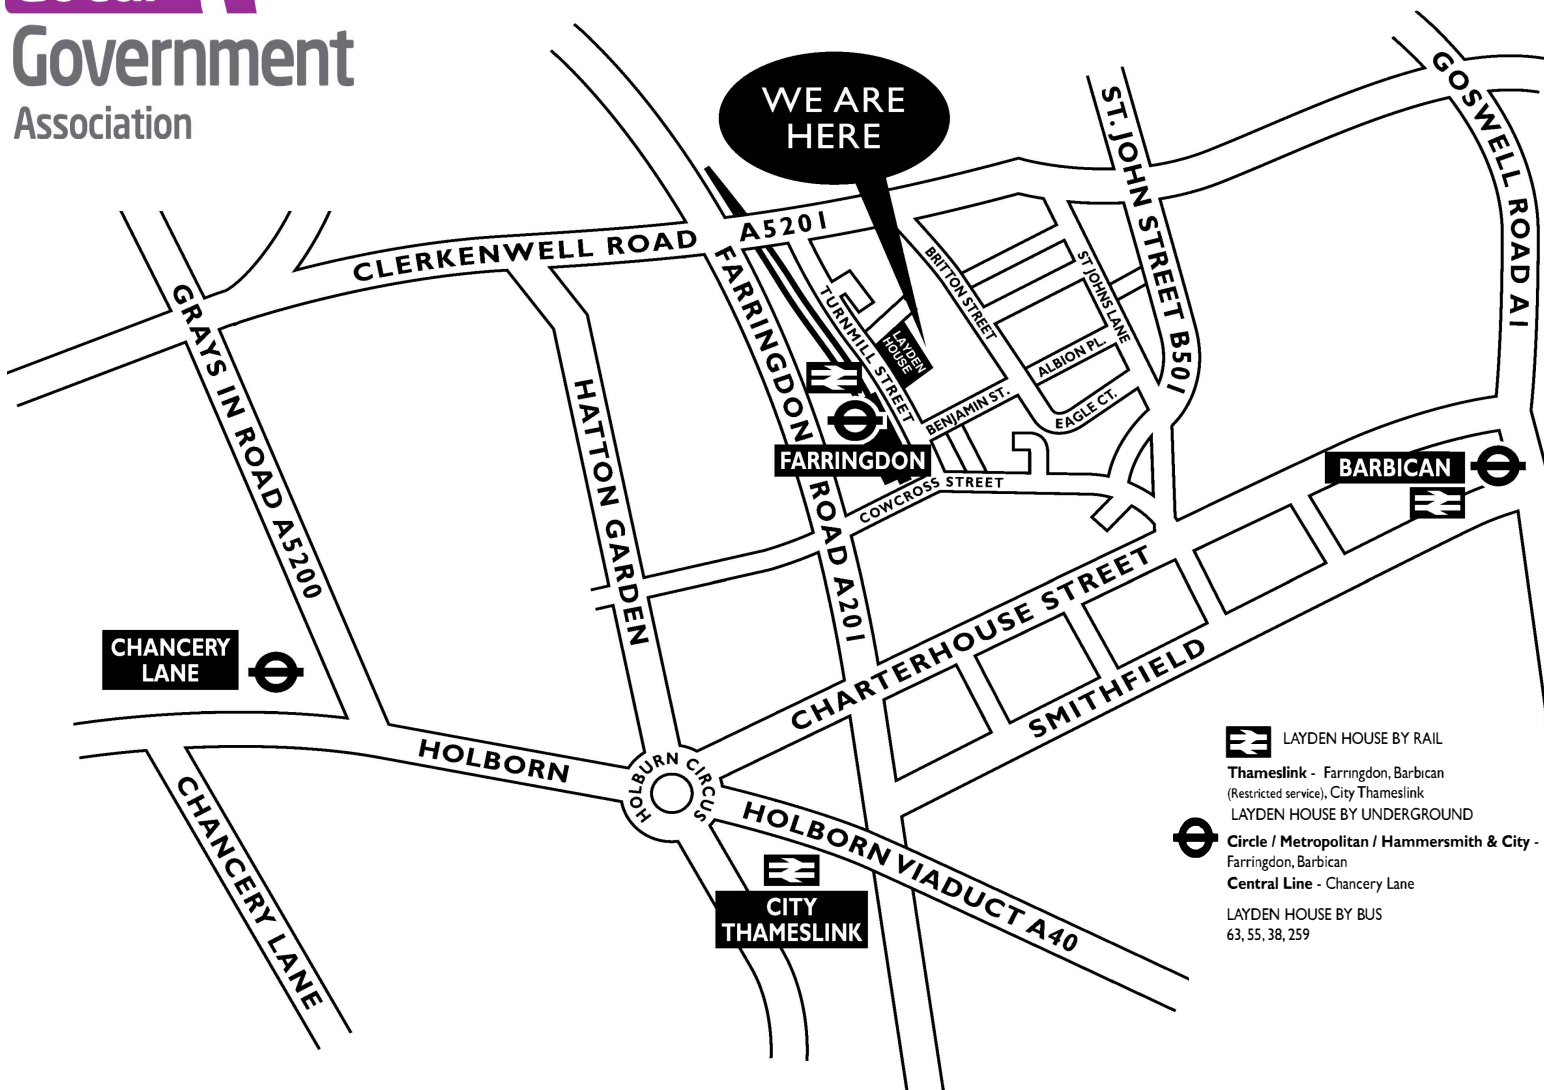 Government
Association
WE ARE
HERE
ST. JOHN STREET B501
GOSWELL ROAD A1
CLERKENWELL ROAD
A5201
GRAYS IN ROAD A5200
HATTON GARDEN
FARRINGDON ROAD A201
TURNMILL STREET
BRITTON STREET
ST JOHNS LANE
LAYDEN
HOUSE
ALBION PL.
BENJAMIN ST.
EAGLE CT.
FARRINGDON
COWCROSS STREET
BARBICAN
CHARTERHOUSE STREET
SMITHFIELD
CHANCERY
LANE
HOLBORN
HOLBURN CIRCUS
CHANCERY LANE
HOLBORN VIADUCT A40
CITY
THAMESLINK
LAYDEN HOUSE BY RAIL
Thameslink - Farringdon, Barbican
(Restricted service), City Thameslink
LAYDEN HOUSE BY UNDERGROUND
Circle / Metropolitan / Hammersmith & City -
Farringdon, Barbican
Central Line - Chancery Lane
LAYDEN HOUSE BY BUS
63, 55, 38, 259